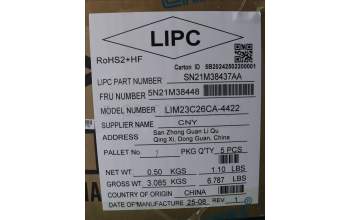 LIPC
RoHS2+HF
Carton ID SB20242502200001
LIPC PART NUMBER SN21M38437AA
FRU NUMBER 5N21M38448
MODEL NUMBER LIM23C26CA-4422
SUPPLIER NAME CNY
ADDRESS San Zhong Guan Li Qu
Qing Xi, Dong Guan, China
PALLET NO PKG Q'TY 5 PCS
NET WT 0.50 KGS 1.10 LBS
GROSS WT 3.085 KGS 6.787 LBS
COUNTRY OF ORIGIN CHINA
DATE OF MANUFACTURE 25-08 REV 1